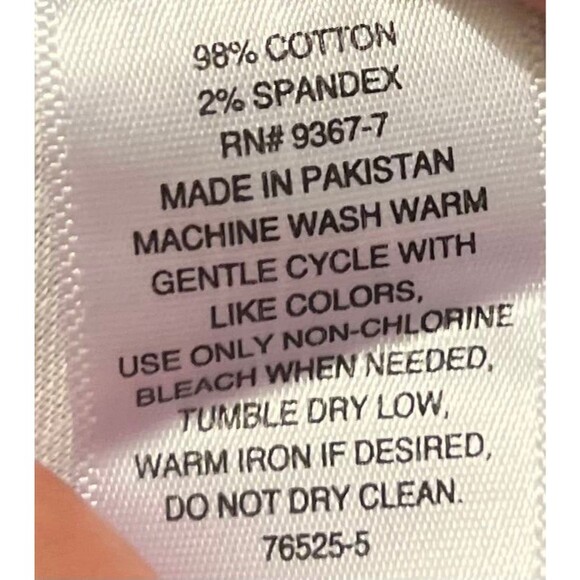 98% COTTON
2% SPANDEX
RN# 9367-7
MADE IN PAKISTAN
MACHINE WASH WARM
GENTLE CYCLE WITH
LIKE COLORS,
USE ONLY NON-CHLORINE
BLEACH WHEN NEEDED,
TUMBLE DRY LOW,
WARM IRON IF DESIRED,
DO NOT DRY CLEAN.
76525-5